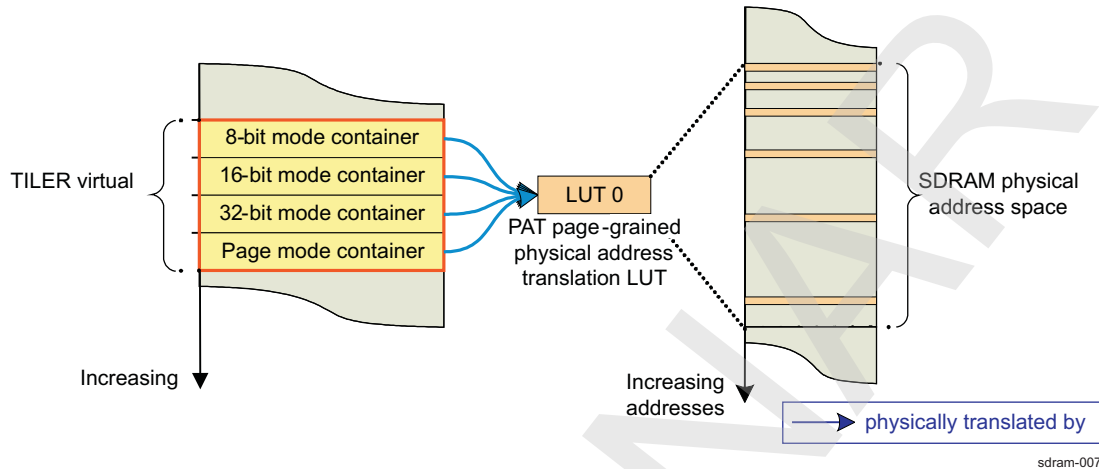 8-bit mode container
16-bit mode container
32-bit mode container
Page mode container
TILER virtual
Increasing
LUT 0
PAT page-grained
physical address
translation LUT
SDRAM physical
address space
Increasing
addresses
physically translated by
sdram-007
NAR